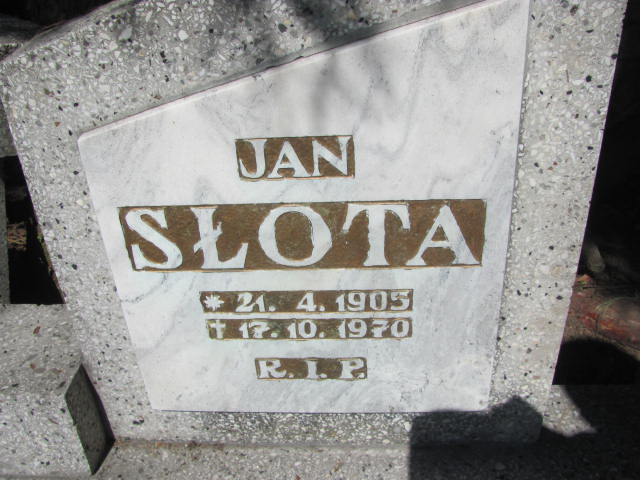 JAN
SŁOTA
* 21. 4. 1905
† 17. 10. 1970
R. I. P.